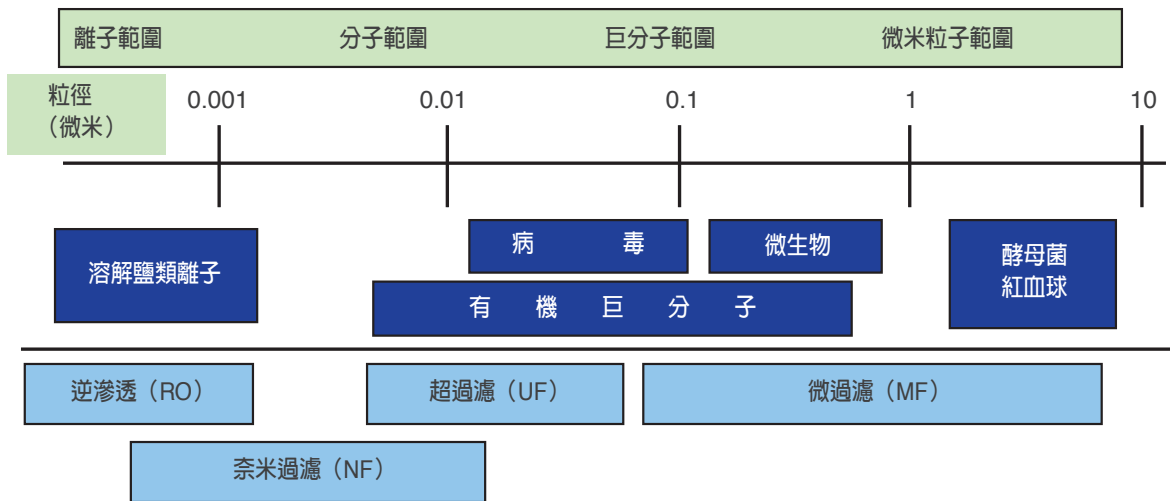 離子範圍 分子範圍 巨分子範圍 微米粒子範圍
粒徑
（微米）
0.001 0.01 0.1 1 10
病毒
微生物
溶解鹽類離子
酵母菌
紅血球
有機巨分子
逆滲透（RO） 超過濾（UF） 微過濾（MF）
奈米過濾（NF）